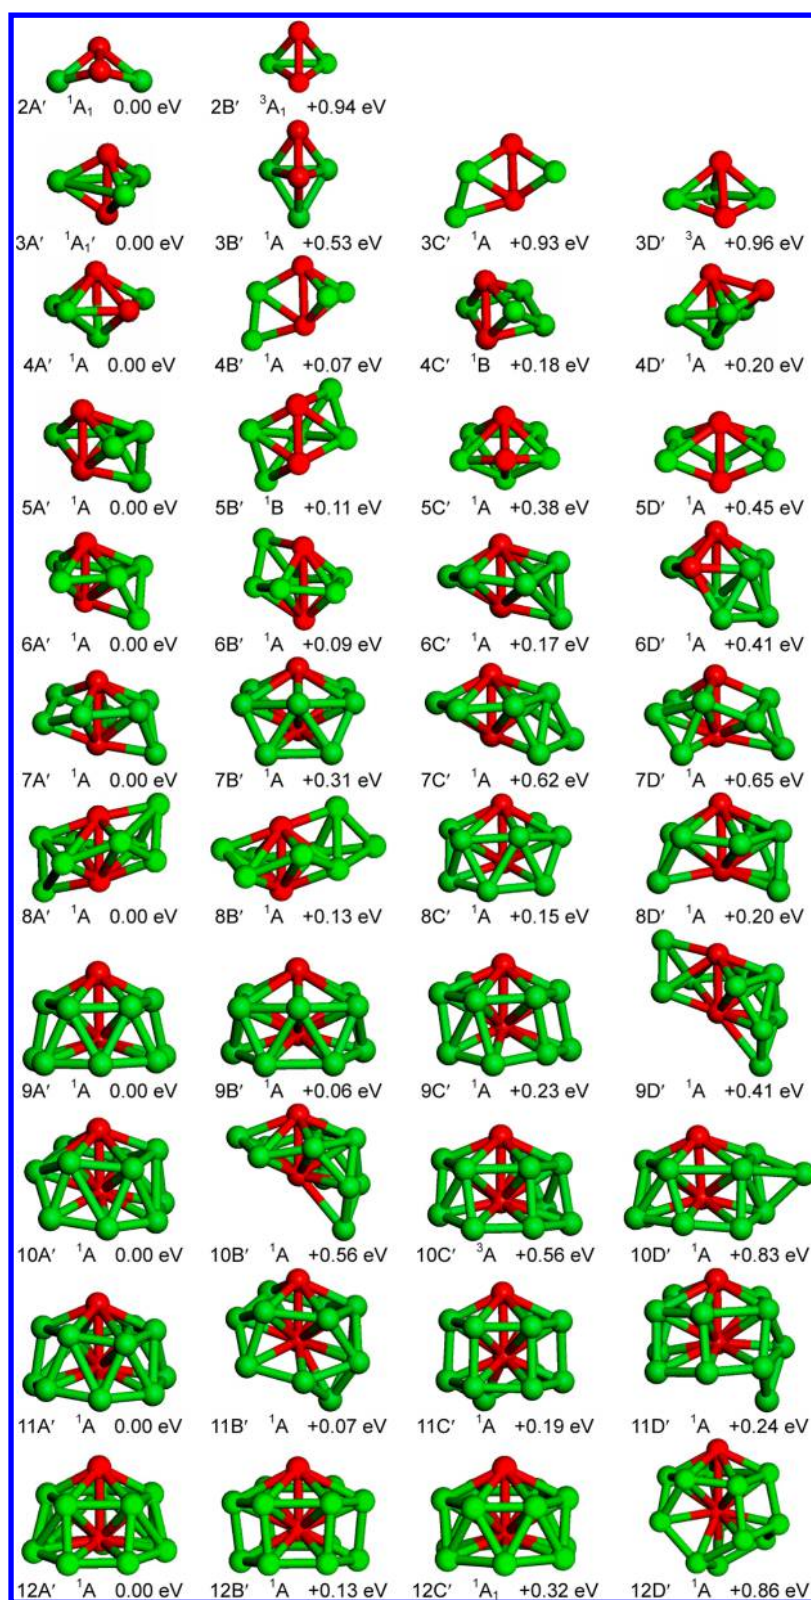 2A′ ¹A₁ 0.00 eV 2B′ ³A₁ +0.94 eV
3A′ ¹A₁′ 0.00 eV 3B′ ¹A +0.53 eV 3C′ ¹A +0.93 eV 3D′ ³A +0.96 eV
4A′ ¹A 0.00 eV 4B′ ¹A +0.07 eV 4C′ ¹B +0.18 eV 4D′ ¹A +0.20 eV
5A′ ¹A 0.00 eV 5B′ ¹B +0.11 eV 5C′ ¹A +0.38 eV 5D′ ¹A +0.45 eV
6A′ ¹A 0.00 eV 6B′ ¹A +0.09 eV 6C′ ¹A +0.17 eV 6D′ ¹A +0.41 eV
7A′ ¹A 0.00 eV 7B′ ¹A +0.31 eV 7C′ ¹A +0.62 eV 7D′ ¹A +0.65 eV
8A′ ¹A 0.00 eV 8B′ ¹A +0.13 eV 8C′ ¹A +0.15 eV 8D′ ¹A +0.20 eV
9A′ ¹A 0.00 eV 9B′ ¹A +0.06 eV 9C′ ¹A +0.23 eV 9D′ ¹A +0.41 eV
10A′ ¹A 0.00 eV 10B′ ¹A +0.56 eV 10C′ ³A +0.56 eV 10D′ ¹A +0.83 eV
11A′ ¹A 0.00 eV 11B′ ¹A +0.07 eV 11C′ ¹A +0.19 eV 11D′ ¹A +0.24 eV
12A′ ¹A 0.00 eV 12B′ ¹A +0.13 eV 12C′ ¹A₁ +0.32 eV 12D′ ¹A +0.86 eV